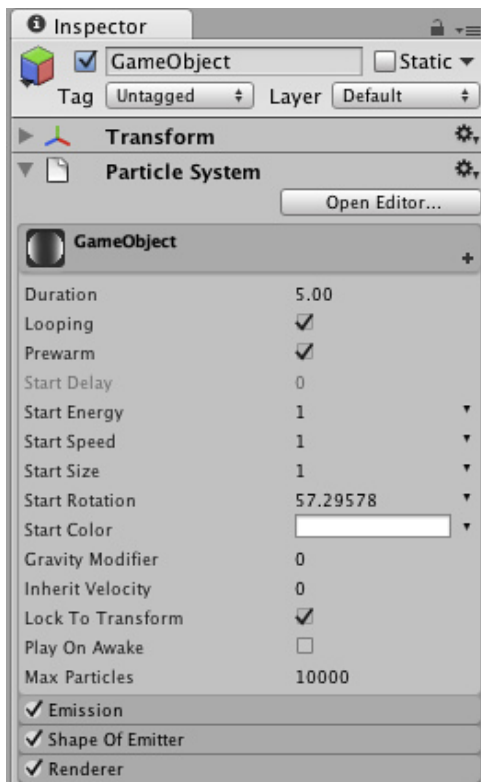 Inspector
GameObject Static
Tag Untagged Layer Default
Transform
Particle System
Open Editor...
GameObject
Duration 5.00
Looping
Prewarm
Start Delay 0
Start Energy 1
Start Speed 1
Start Size 1
Start Rotation 57.29578
Start Color
Gravity Modifier 0
Inherit Velocity 0
Lock To Transform
Play On Awake
Max Particles 10000
Emission
Shape Of Emitter
Renderer